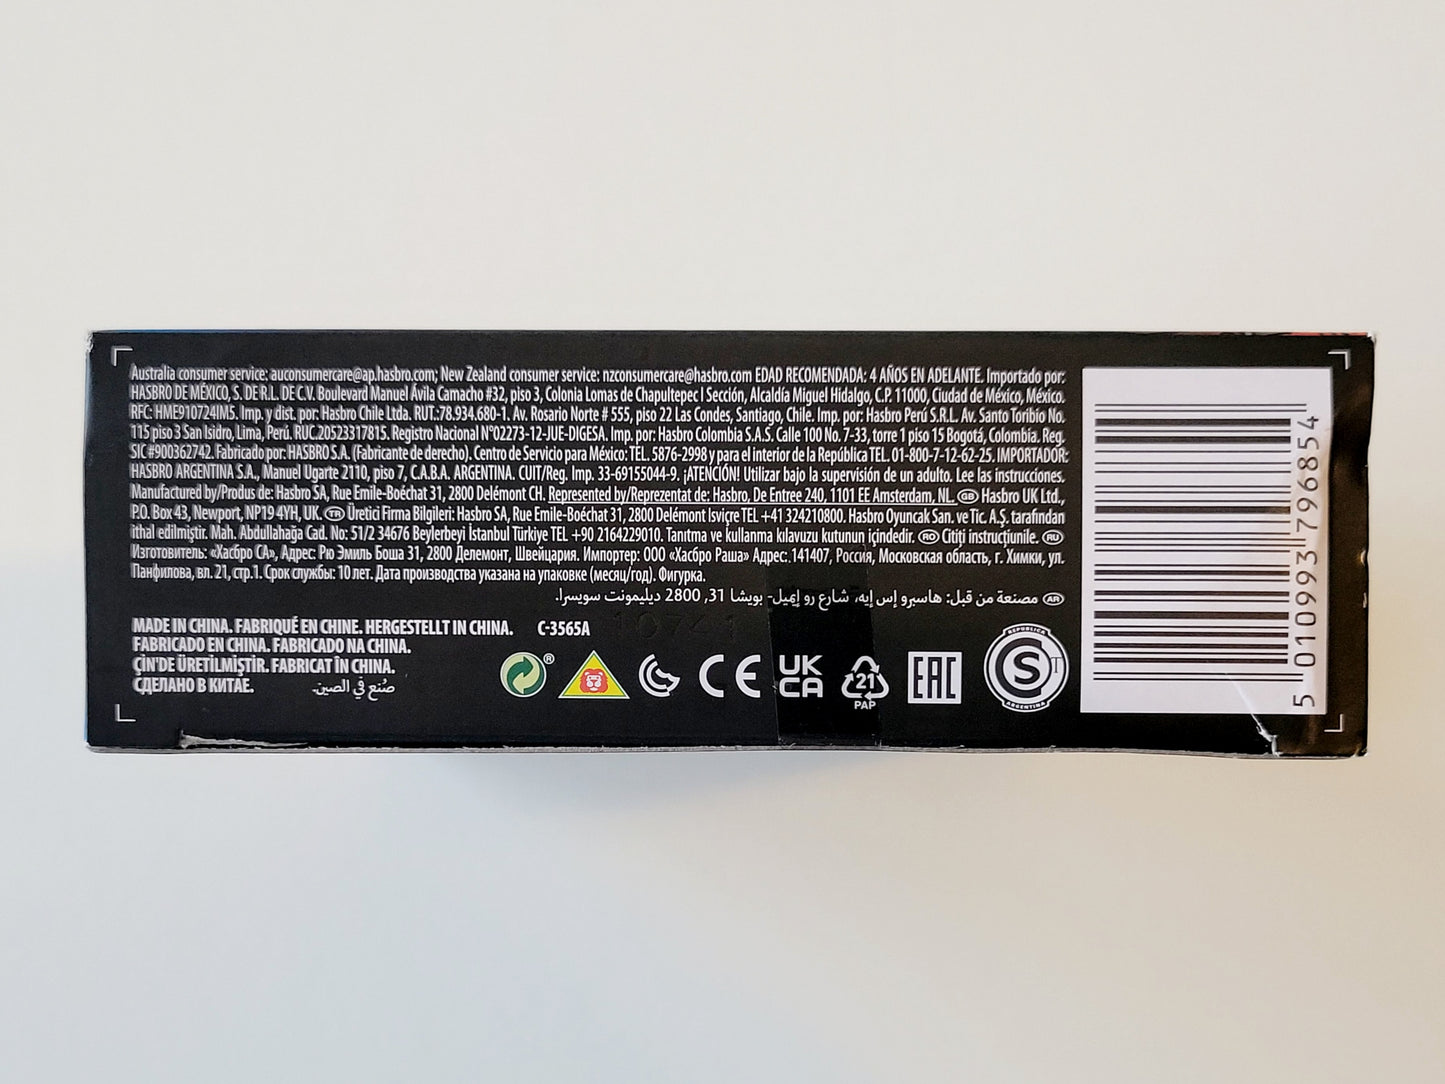 Australia consumer service: auconsumercare@ap.hasbro.com; New Zealand consumer service: nzconsumercare@hasbro.com EDAD RECOMENDADA: 4 AÑOS EN ADELANTE. Importado por:
HASBRO DE MÉXICO, S. DE R.L. DE C.V. Boulevard Manuel Ávila Camacho #32, piso 3, Colonia Lomas de Chapultepec I Sección, Alcaldía Miguel Hidalgo, C.P. 11000, Ciudad de México, México.
RFC: HME910724IM5. Imp. y dist. por: Hasbro Chile Ltda. RUT.:78.934.680-1. Av. Rosario Norte # 555, piso 22 Las Condes, Santiago, Chile. Imp. por: Hasbro Perú S.R.L. Av. Santo Toribio No.
115 piso 3 San Isidro, Lima, Perú. RUC.20523317815. Registro Nacional N°02273-12-JUE-DIGESA. Imp. por: Hasbro Colombia S.A.S. Calle 100 No. 7-33, torre 1 piso 15 Bogotá, Colombia. Reg.
SIC #900362742. Fabricado por: HASBRO S.A. (Fabricante de derecho). Centro de Servicio para México: TEL. 5876-2998 y para el interior de la República TEL. 01-800-7-12-62-25. IMPORTADOR:
HASBRO ARGENTINA S.A., Manuel Ugarte 2110, piso 7, C.A.B.A. ARGENTINA. CUIT/Reg. Imp. 33-69155044-9. ¡ATENCIÓN! Utilizar bajo la supervisión de un adulto. Lee las instrucciones.
Manufactured by/Produs de: Hasbro SA, Rue Emile-Boéchat 31, 2800 Delémont CH. Represented by/Reprezentat de: Hasbro, De Entree 240, 1101 EE Amsterdam, NL. GB Hasbro UK Ltd.,
P.O. Box 43, Newport, NP19 4YH, UK. TR Üretici Firma Bilgileri: Hasbro SA, Rue Emile-Boéchat 31, 2800 Delémont İsviçre TEL +41 324210800. Hasbro Oyuncak San. ve Tic. A.Ş. tarafından
ithal edilmiştir. Mah. Abdullahağa Cad. No: 51/2 34676 Beylerbeyi İstanbul Türkiye TEL +90 2164229010. Tanıtma ve kullanma kılavuzu kutunun içindedir. RO Citiți instrucțiunile. RU
Изготовитель: «Хасбро СА», Адрес: Рю Эмиль Боша 31, 2800 Делемонт, Швейцария. Импортер: ООО «Хасбро Раша» Адрес: 141407, Россия, Московская область, г. Химки, ул.
Панфилова, вл. 21, стр.1. Срок службы: 10 лет. Дата производства указана на упаковке (месяц/год). Фигурка.
AR مصنعة من قبل: هاسبرو إس إيه، شارع رو إميل- بويشا 31, 2800 ديليمونت سويسرا.
MADE IN CHINA. FABRIQUÉ EN CHINE. HERGESTELLT IN CHINA. C-3565A
FABRICADO EN CHINA. FABRICADO NA CHINA.
ÇİN'DE ÜRETİLMİŞTİR. FABRICAT ÎN CHINA.
СДЕЛАНО В КИТАЕ. صُنع في الصين.
® CE UK CA 21 PAP EAC
REPUBLICA S T ARGENTINA
5 010993 796854